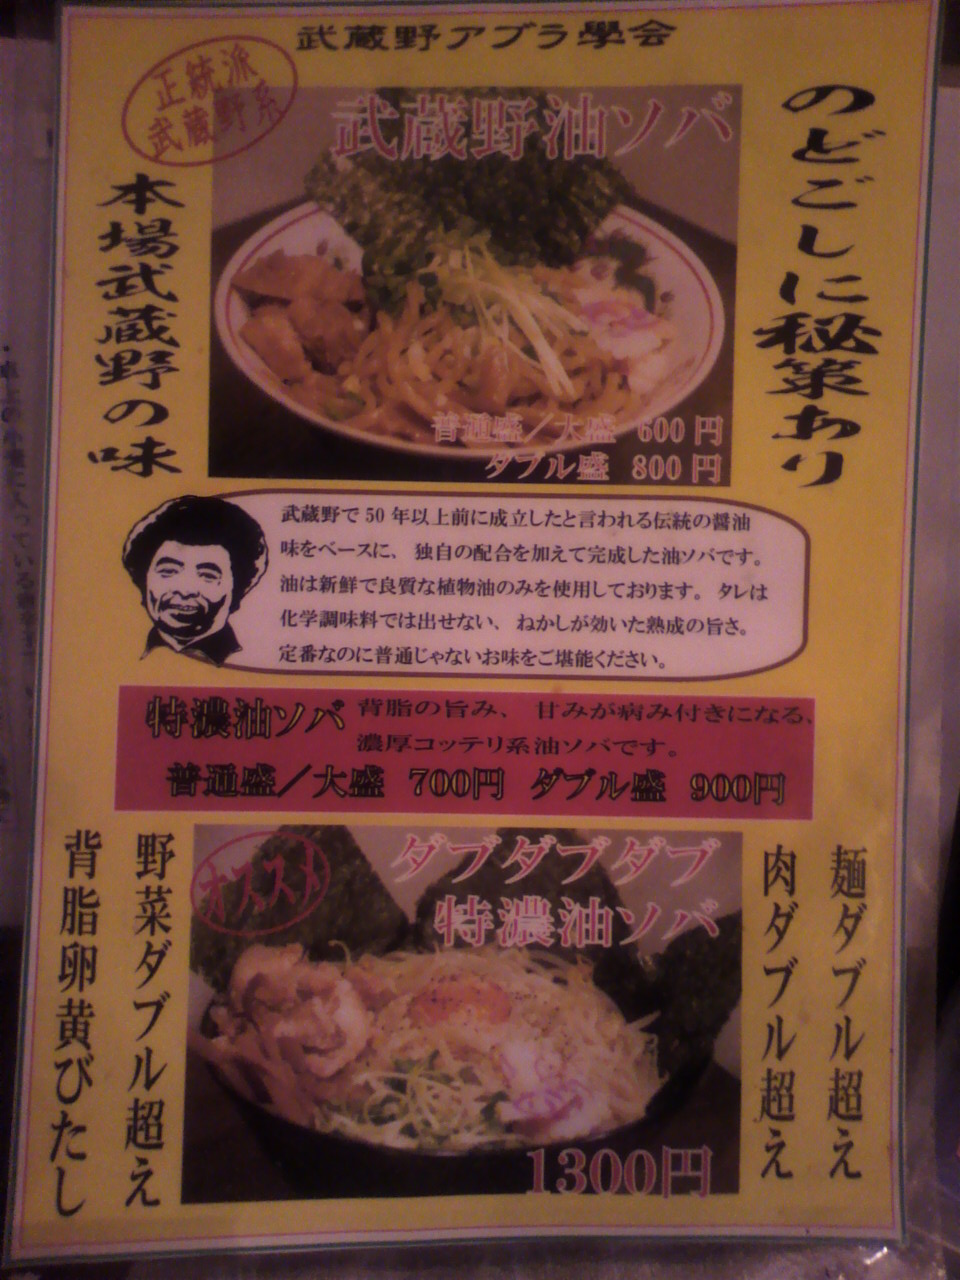 武蔵野アブラ學会
正統派
武蔵野系
武蔵野油ソバ
のどごしに秘策あり
本場武蔵野の味
普通盛／大盛 600円
ダブル盛 800円
武蔵野で50年以上前に成立したと言われる伝統の醤油
味をベースに、独自の配合を加えて完成した油ソバです。
油は新鮮で良質な植物油のみを使用しております。タレは
化学調味料では出せない、ねかしが効いた熟成の旨さ。
定番なのに普通じゃないお味をご堪能ください。
特濃油ソバ 背脂の旨み、甘みが病み付きになる、
濃厚コッテリ系油ソバです。
普通盛／大盛 700円 ダブル盛 900円
オススメ
ダブダブダブ
特濃油ソバ
麺ダブル超え
肉ダブル超え
野菜ダブル超え
背脂卵黄びたし
1300円